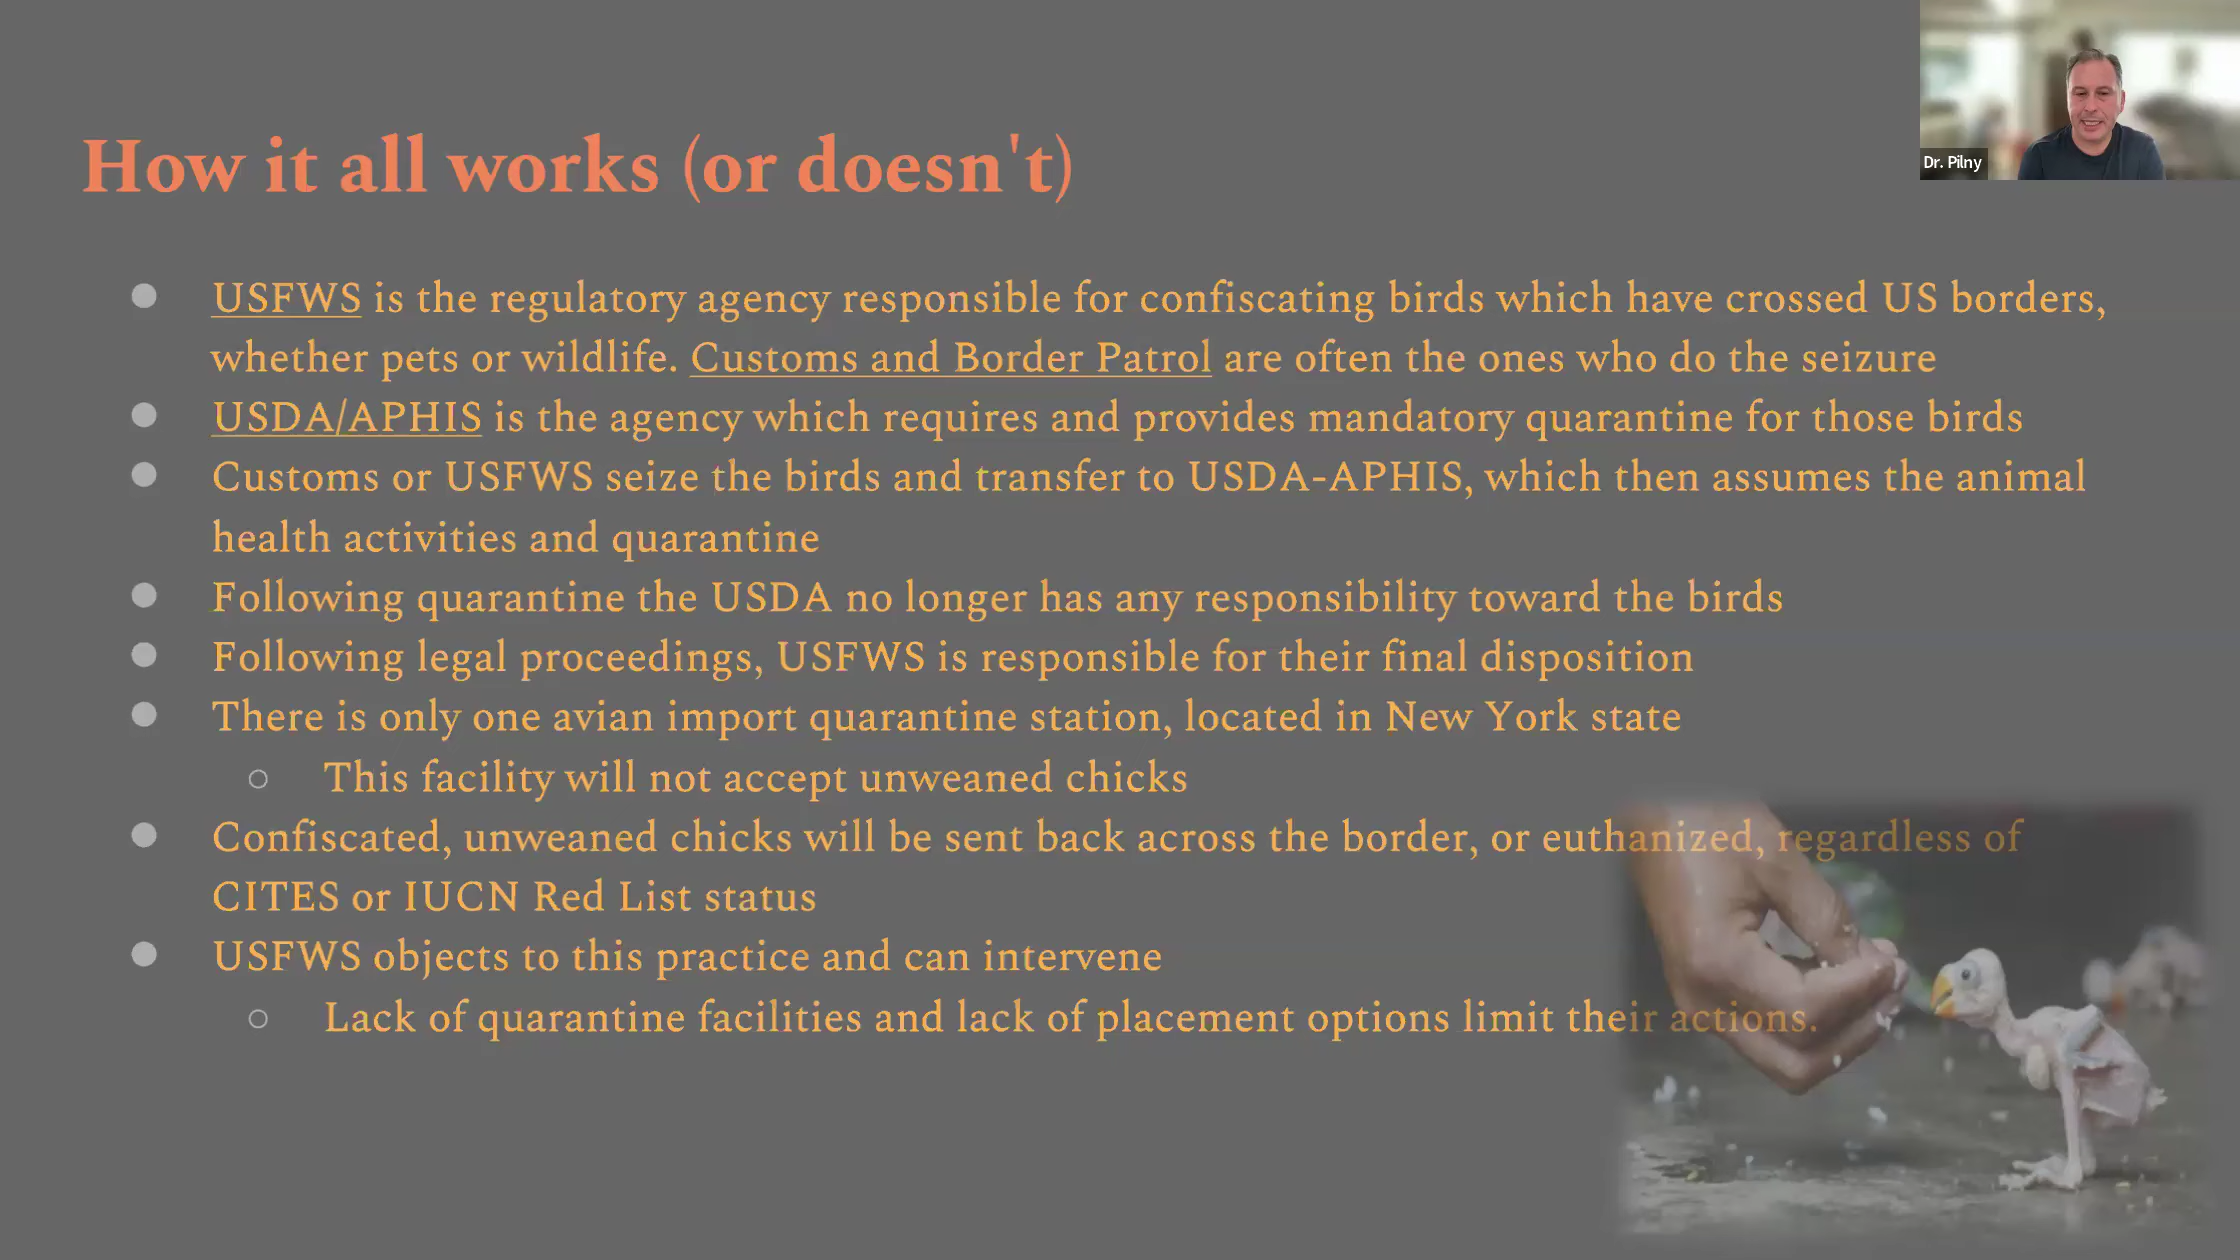 Dr. Pilny
How it all works (or doesn't)
● USFWS is the regulatory agency responsible for confiscating birds which have crossed US borders,
whether pets or wildlife. Customs and Border Patrol are often the ones who do the seizure
● USDA/APHIS is the agency which requires and provides mandatory quarantine for those birds
● Customs or USFWS seize the birds and transfer to USDA-APHIS, which then assumes the animal
health activities and quarantine
● Following quarantine the USDA no longer has any responsibility toward the birds
● Following legal proceedings, USFWS is responsible for their final disposition
● There is only one avian import quarantine station, located in New York state
○ This facility will not accept unweaned chicks
● Confiscated, unweaned chicks will be sent back across the border, or euthanized, regardless of
CITES or IUCN Red List status
● USFWS objects to this practice and can intervene
○ Lack of quarantine facilities and lack of placement options limit their actions.